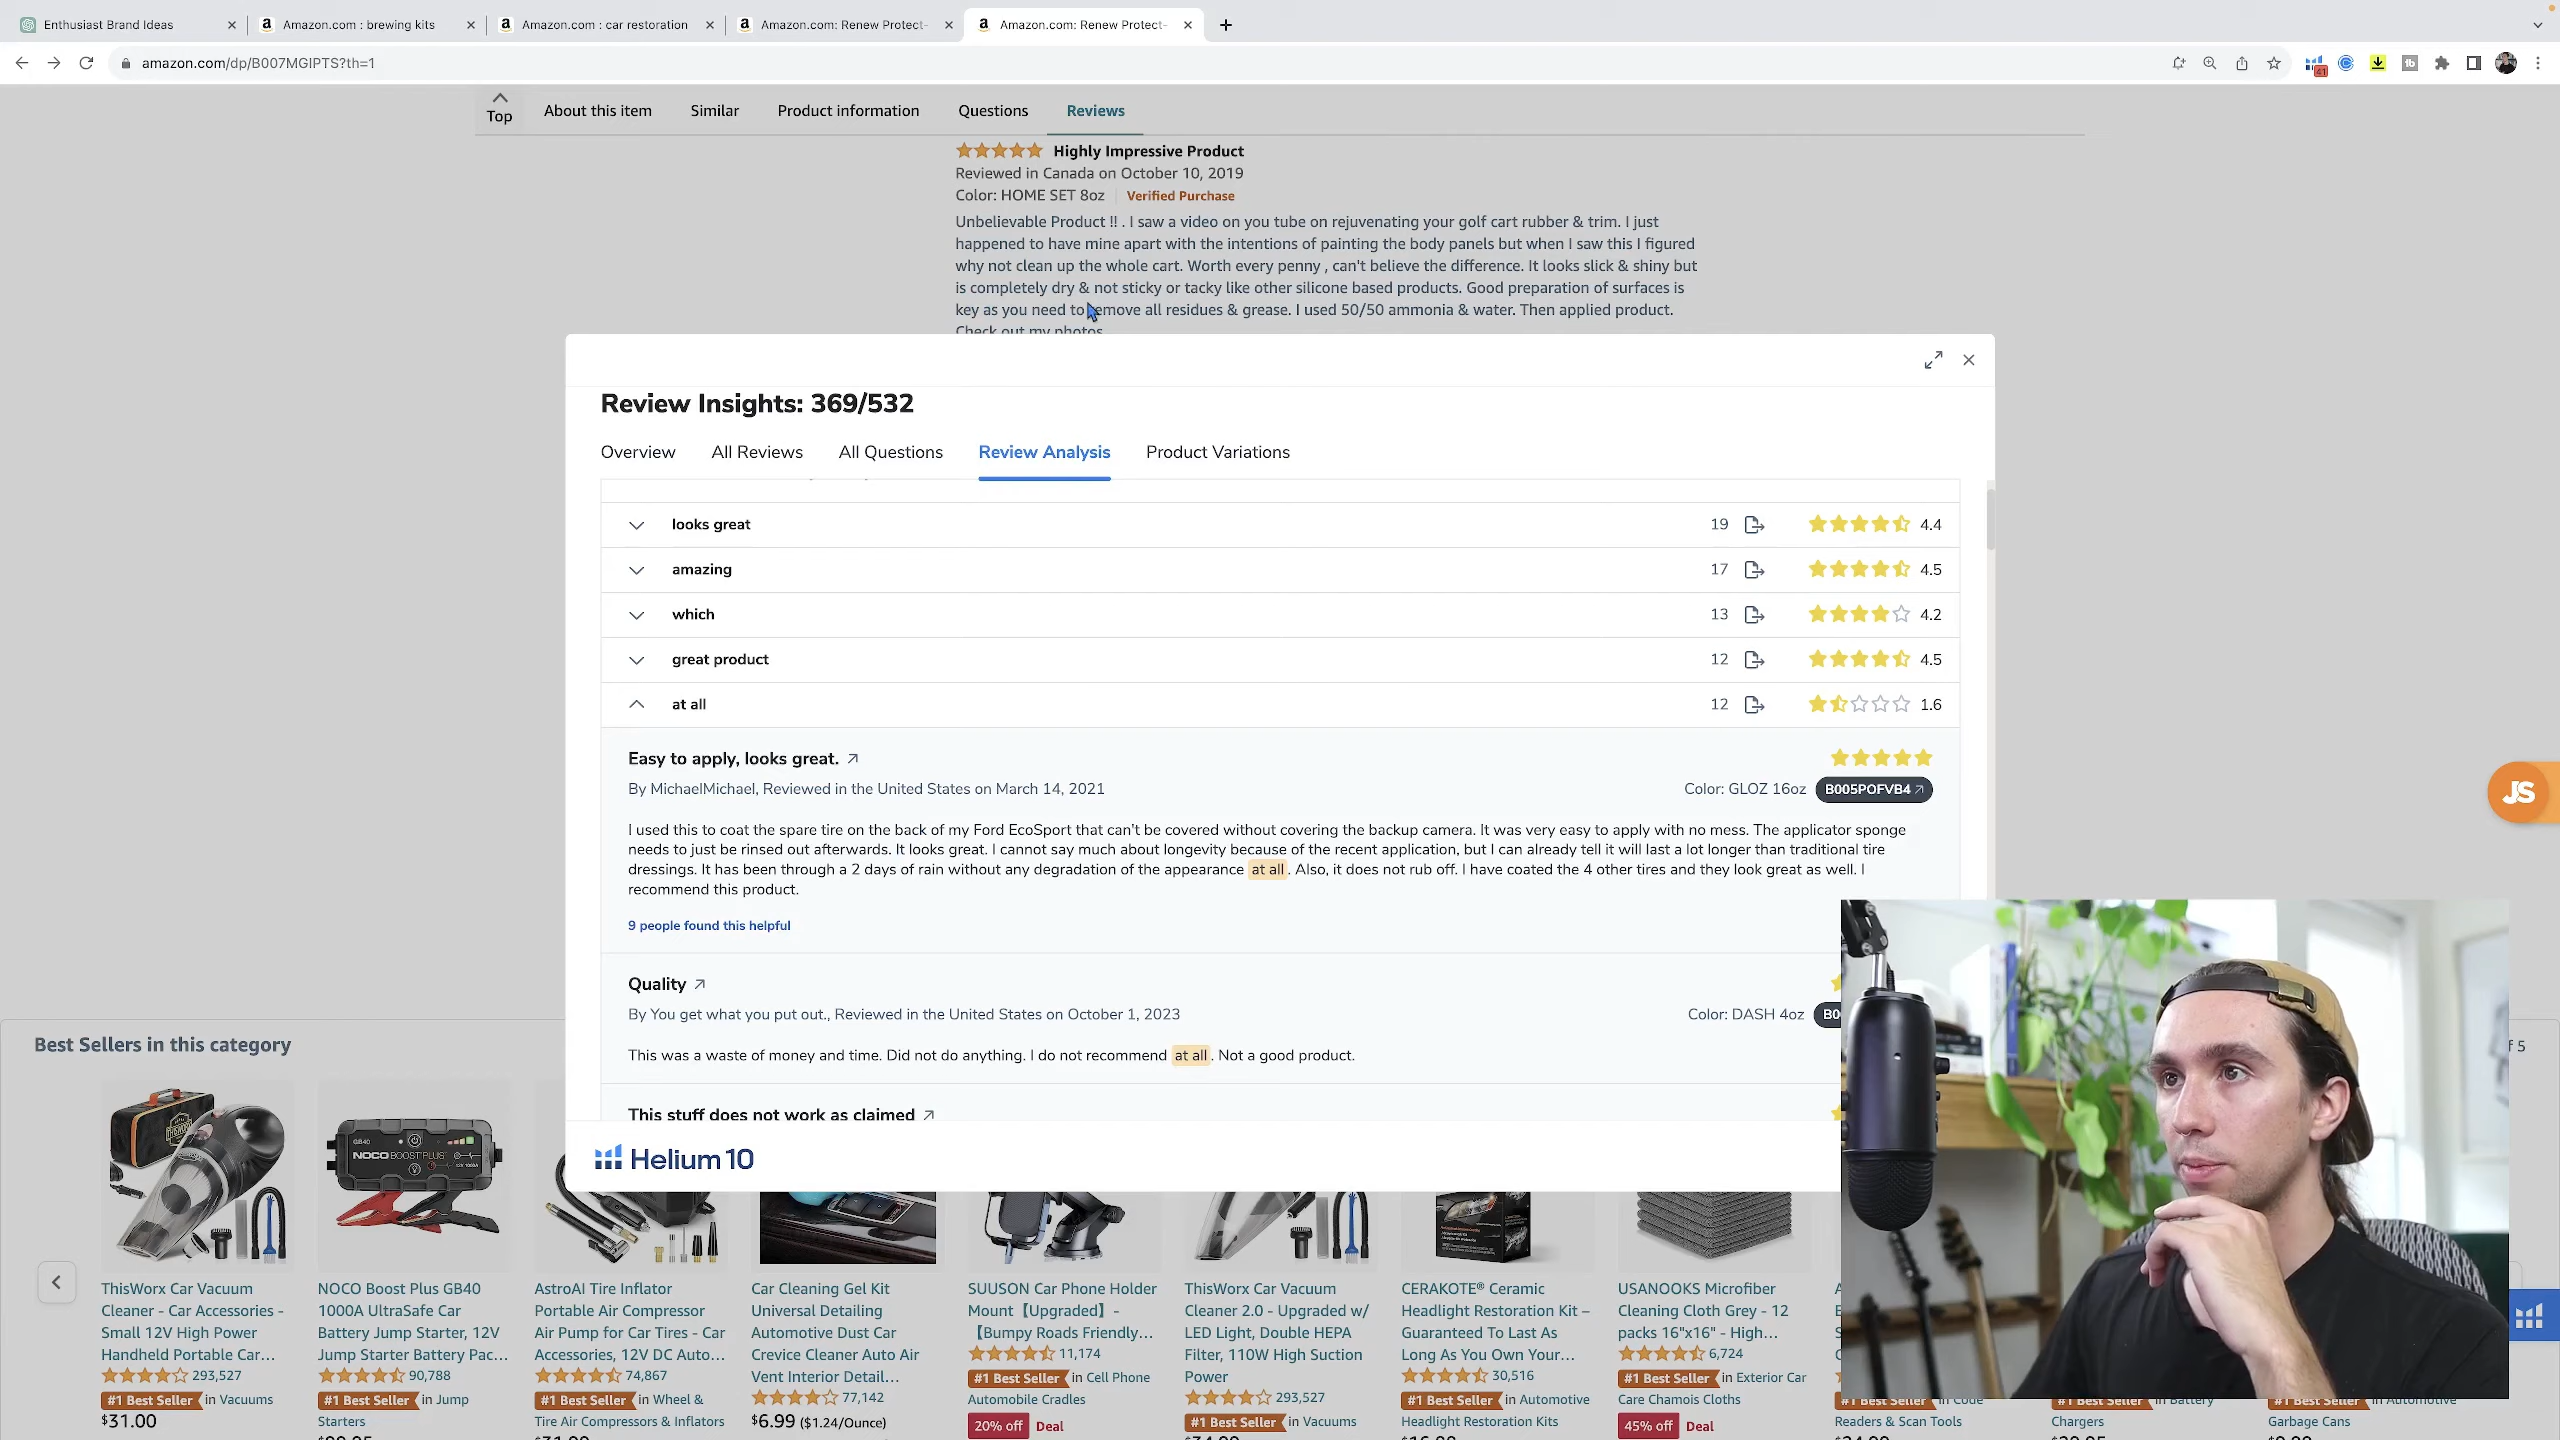 Enthusiast Brand Ideas
Amazon.com : brewing kits
Amazon.com : car restoration
Amazon.com: Renew Protect-
Amazon.com: Renew Protect-
amazon.com/dp/B007MGIPTS?th=1
41
Top
About this item
Similar
Product information
Questions
Reviews
Highly Impressive Product
Reviewed in Canada on October 10, 2019
Color: HOME SET 8oz
Verified Purchase
Unbelievable Product !! . I saw a video on you tube on rejuvenating your golf cart rubber & trim. I just
happened to have mine apart with the intentions of painting the body panels but when I saw this I figured
why not clean up the whole cart. Worth every penny , can't believe the difference. It looks slick & shiny but
is completely dry & not sticky or tacky like other silicone based products. Good preparation of surfaces is
key as you need to remove all residues & grease. I used 50/50 ammonia & water. Then applied product.
Check out my photos
Review Insights: 369/532
Overview
All Reviews
All Questions
Review Analysis
Product Variations
looks great 19 4.4
amazing 17 4.5
which 13 4.2
great product 12 4.5
at all 12 1.6
Easy to apply, looks great.
By MichaelMichael, Reviewed in the United States on March 14, 2021
Color: GLOZ 16oz B005POFVB4
I used this to coat the spare tire on the back of my Ford EcoSport that can't be covered without covering the backup camera. It was very easy to apply with no mess. The applicator sponge
needs to just be rinsed out afterwards. It looks great. I cannot say much about longevity because of the recent application, but I can already tell it will last a lot longer than traditional tire
dressings. It has been through a 2 days of rain without any degradation of the appearance at all . Also, it does not rub off. I have coated the 4 other tires and they look great as well. I
recommend this product.
9 people found this helpful
Quality
By You get what you put out., Reviewed in the United States on October 1, 2023
Color: DASH 4oz B0
This was a waste of money and time. Did not do anything. I do not recommend at all . Not a good product.
This stuff does not work as claimed
Helium 10
JS
Best Sellers in this category
f 5
ThisWorx Car Vacuum
Cleaner - Car Accessories -
Small 12V High Power
Handheld Portable Car...
293,527
#1 Best Seller in Vacuums
$31.00
NOCO Boost Plus GB40
1000A UltraSafe Car
Battery Jump Starter, 12V
Jump Starter Battery Pac...
90,788
#1 Best Seller in Jump
Starters
AstroAI Tire Inflator
Portable Air Compressor
Air Pump for Car Tires - Car
Accessories, 12V DC Auto...
74,867
#1 Best Seller in Wheel &
Tire Air Compressors & Inflators
Car Cleaning Gel Kit
Universal Detailing
Automotive Dust Car
Crevice Cleaner Auto Air
Vent Interior Detail...
77,142
$6.99 ($1.24/Ounce)
SUUSON Car Phone Holder
Mount【Upgraded】-
【Bumpy Roads Friendly...
11,174
#1 Best Seller in Cell Phone
Automobile Cradles
20% off Deal
ThisWorx Car Vacuum
Cleaner 2.0 - Upgraded w/
LED Light, Double HEPA
Filter, 110W High Suction
Power
293,527
#1 Best Seller in Vacuums
CERAKOTE® Ceramic
Headlight Restoration Kit –
Guaranteed To Last As
Long As You Own Your...
30,516
#1 Best Seller in Automotive
Headlight Restoration Kits
USANOOKS Microfiber
Cleaning Cloth Grey - 12
packs 16"x16" - High...
6,724
#1 Best Seller in Exterior Car
Care Chamois Cloths
45% off Deal
#1 Best Seller in Code
Readers & Scan Tools
#1 Best Seller in Battery
Chargers
#1 Best Seller in Automotive
Garbage Cans